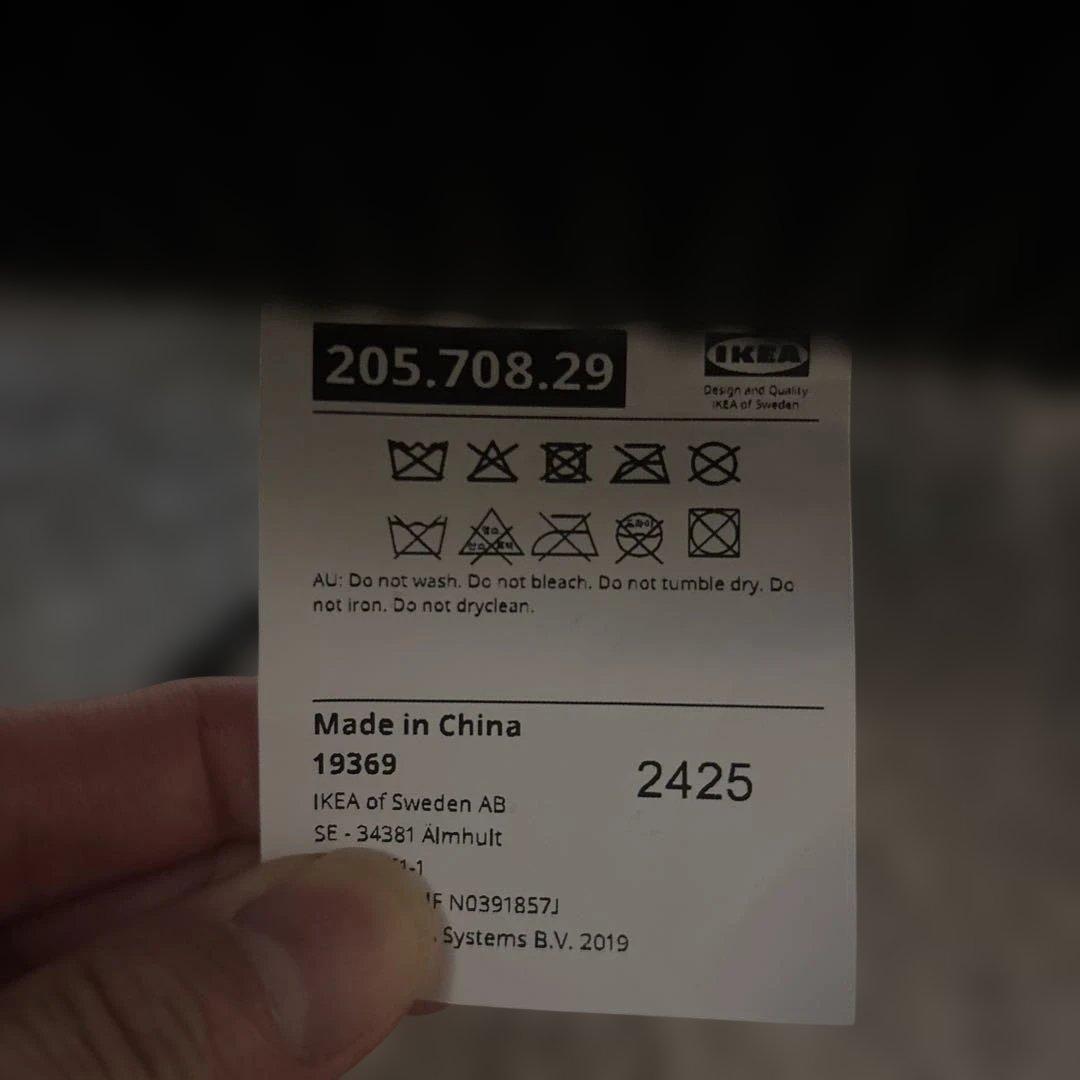 205.708.29
IKEA
Design and Quality
IKEA of Sweden
AU: Do not wash. Do not bleach. Do not tumble dry. Do
not iron. Do not dryclean.
Made in China
19369
2425
IKEA of Sweden AB
SE - 34381 Älmhult
1-1
N0391857J
Systems B.V. 2019